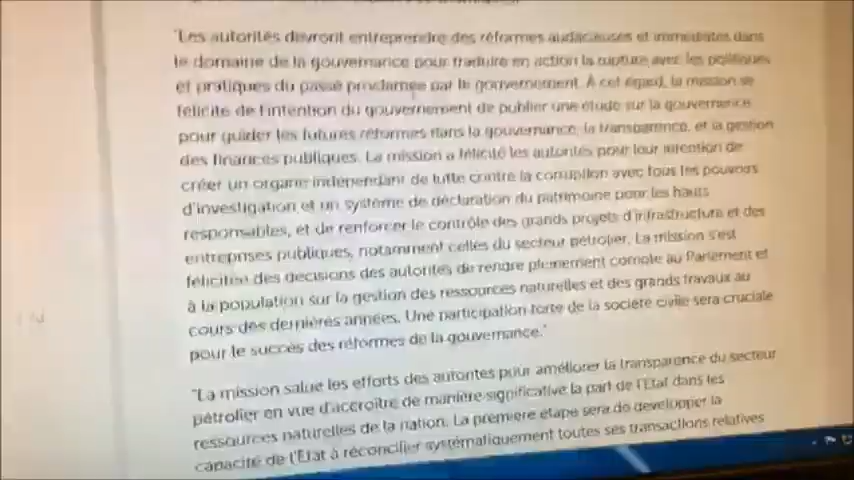 "Les autorités devront entreprendre des réformes audacieuses et immédiates dans
le domaine de la gouvernance pour traduire en action la rupture avec les politiques
et pratiques du passé proclamée par le gouvernement. À cet égard, la mission se
félicite de l'intention du gouvernement de publier une étude sur la gouvernance
pour guider les futures réformes dans la gouvernance, la transparence, et la gestion
des finances publiques. La mission a félicité les autorités pour leur intention de
créer un organe indépendant de lutte contre la corruption avec tous les pouvoirs
d'investigation et un système de déclaration du patrimoine pour les hauts
responsables, et de renforcer le contrôle des grands projets d'infrastructure et des
entreprises publiques, notamment celles du secteur pétrolier. La mission s'est
félicitée des décisions des autorités de rendre pleinement compte au Parlement et
à la population sur la gestion des ressources naturelles et des grands travaux au
cours des dernières années. Une participation forte de la société civile sera cruciale
pour le succès des réformes de la gouvernance."
"La mission salue les efforts des autorités pour améliorer la transparence du secteur
pétrolier en vue d'accroître de manière significative la part de l'État dans les
ressources naturelles de la nation. La première étape sera de développer la
capacité de l'État à réconcilier systématiquement toutes ses transactions relatives